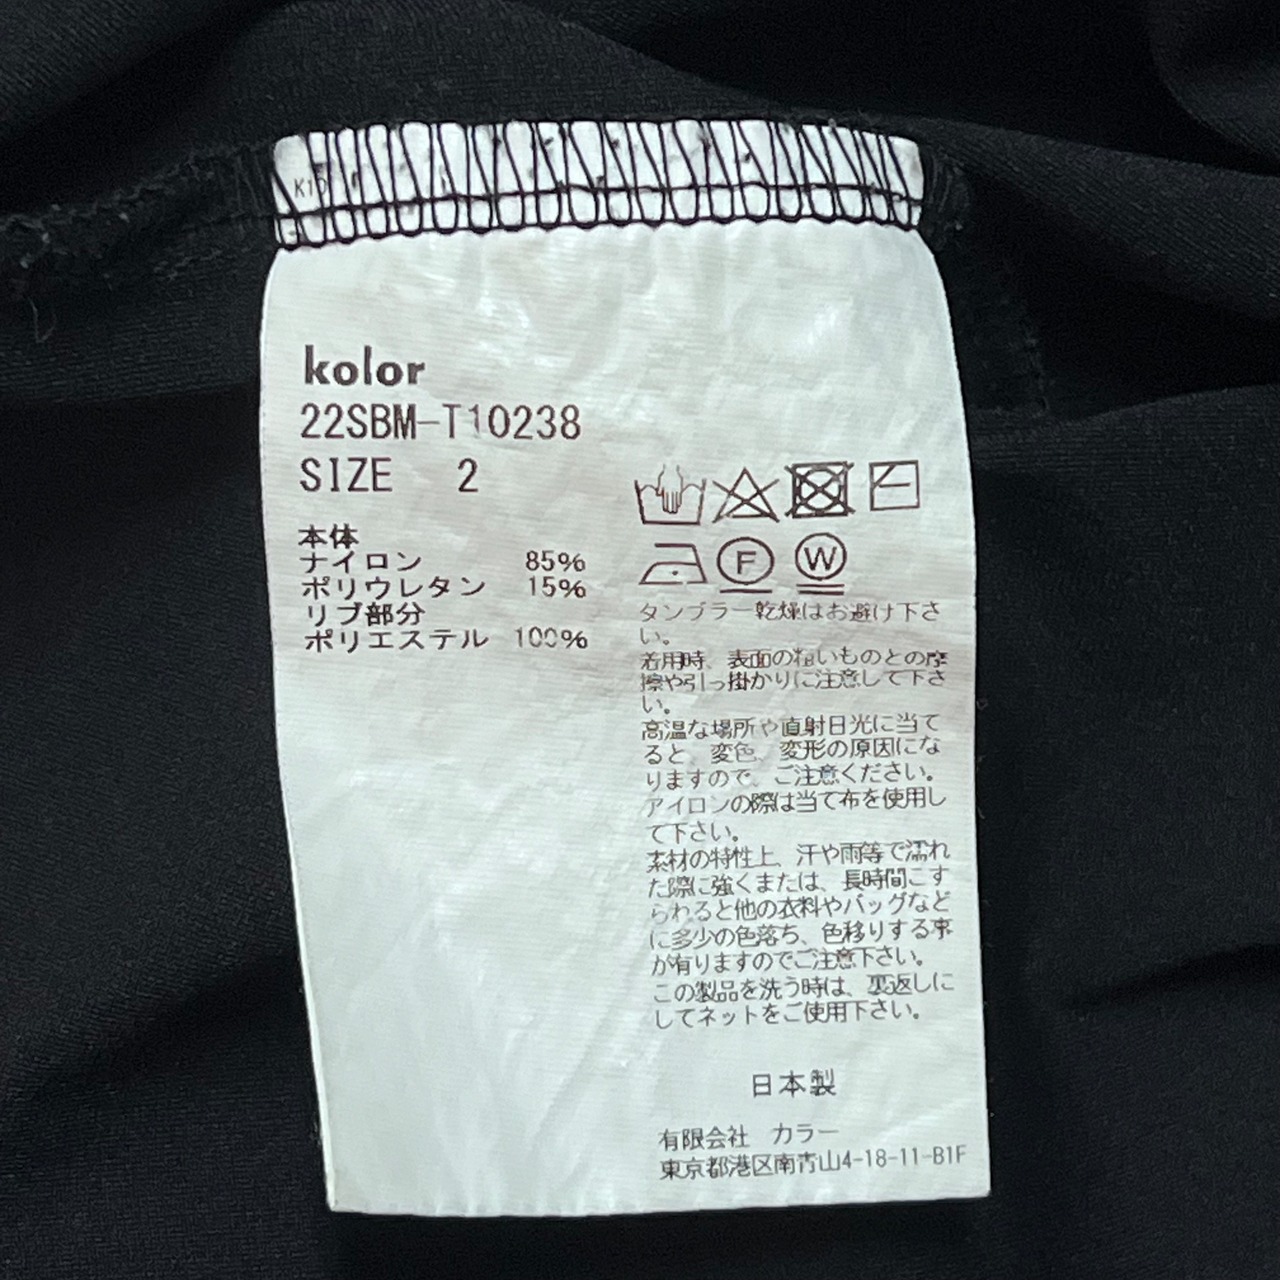 kolor
22SBM-T10238
SIZE 2
本体
ナイロン 85%
ポリウレタン 15%
リブ部分
ポリエステル 100%
F W
タンブラー乾燥はお避け下さ
い。
着用時、表面の粗いものとの摩
擦や引っ掛かりに注意して下さ
い。
高温な場所や直射日光に当て
ると、変色、変形の原因にな
りますので、ご注意ください。
アイロンの際は当て布を使用し
て下さい。
素材の特性上、汗や雨等で濡れ
た際に強くまたは、長時間こす
られると他の衣料やバッグなど
に多少の色落ち、色移りする事
が有りますのでご注意下さい。
この製品を洗う時は、裏返しに
してネットをご使用下さい。
日本製
有限会社 カラー
東京都港区南青山4-18-11-B1F